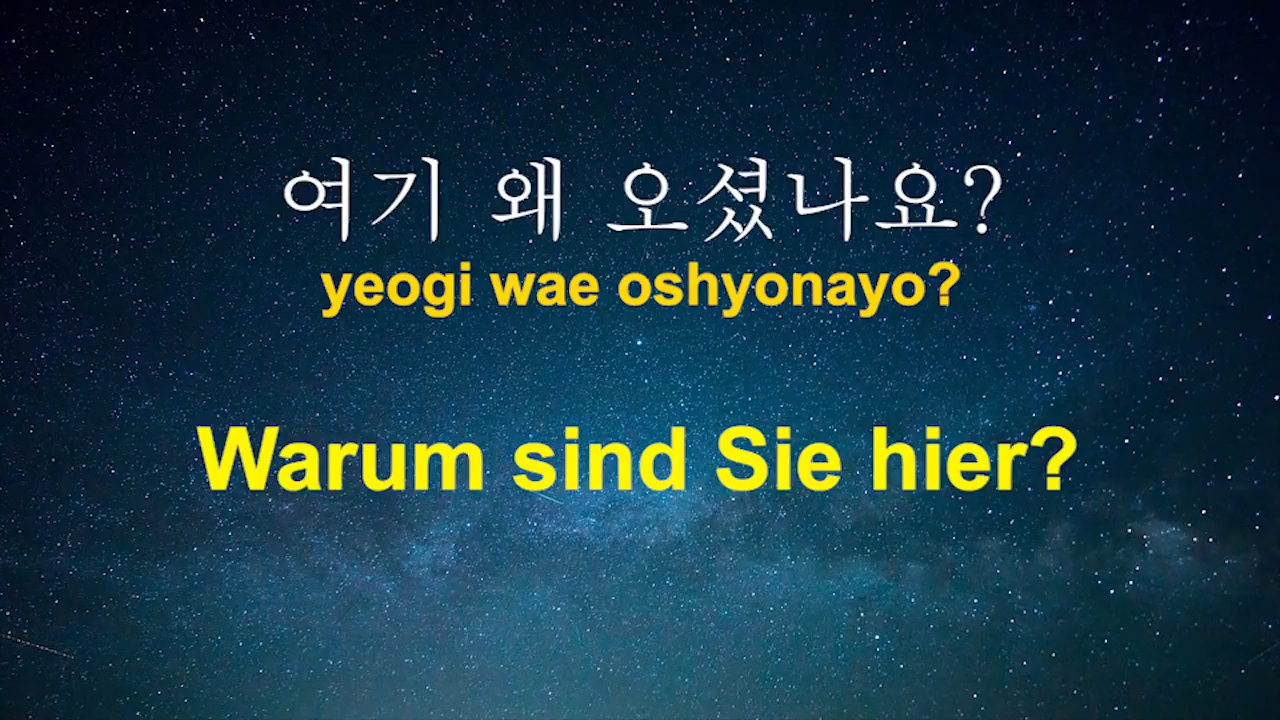 여기 왜 오셨나요?
yeogi wae oshyonayo?
Warum sind Sie hier?